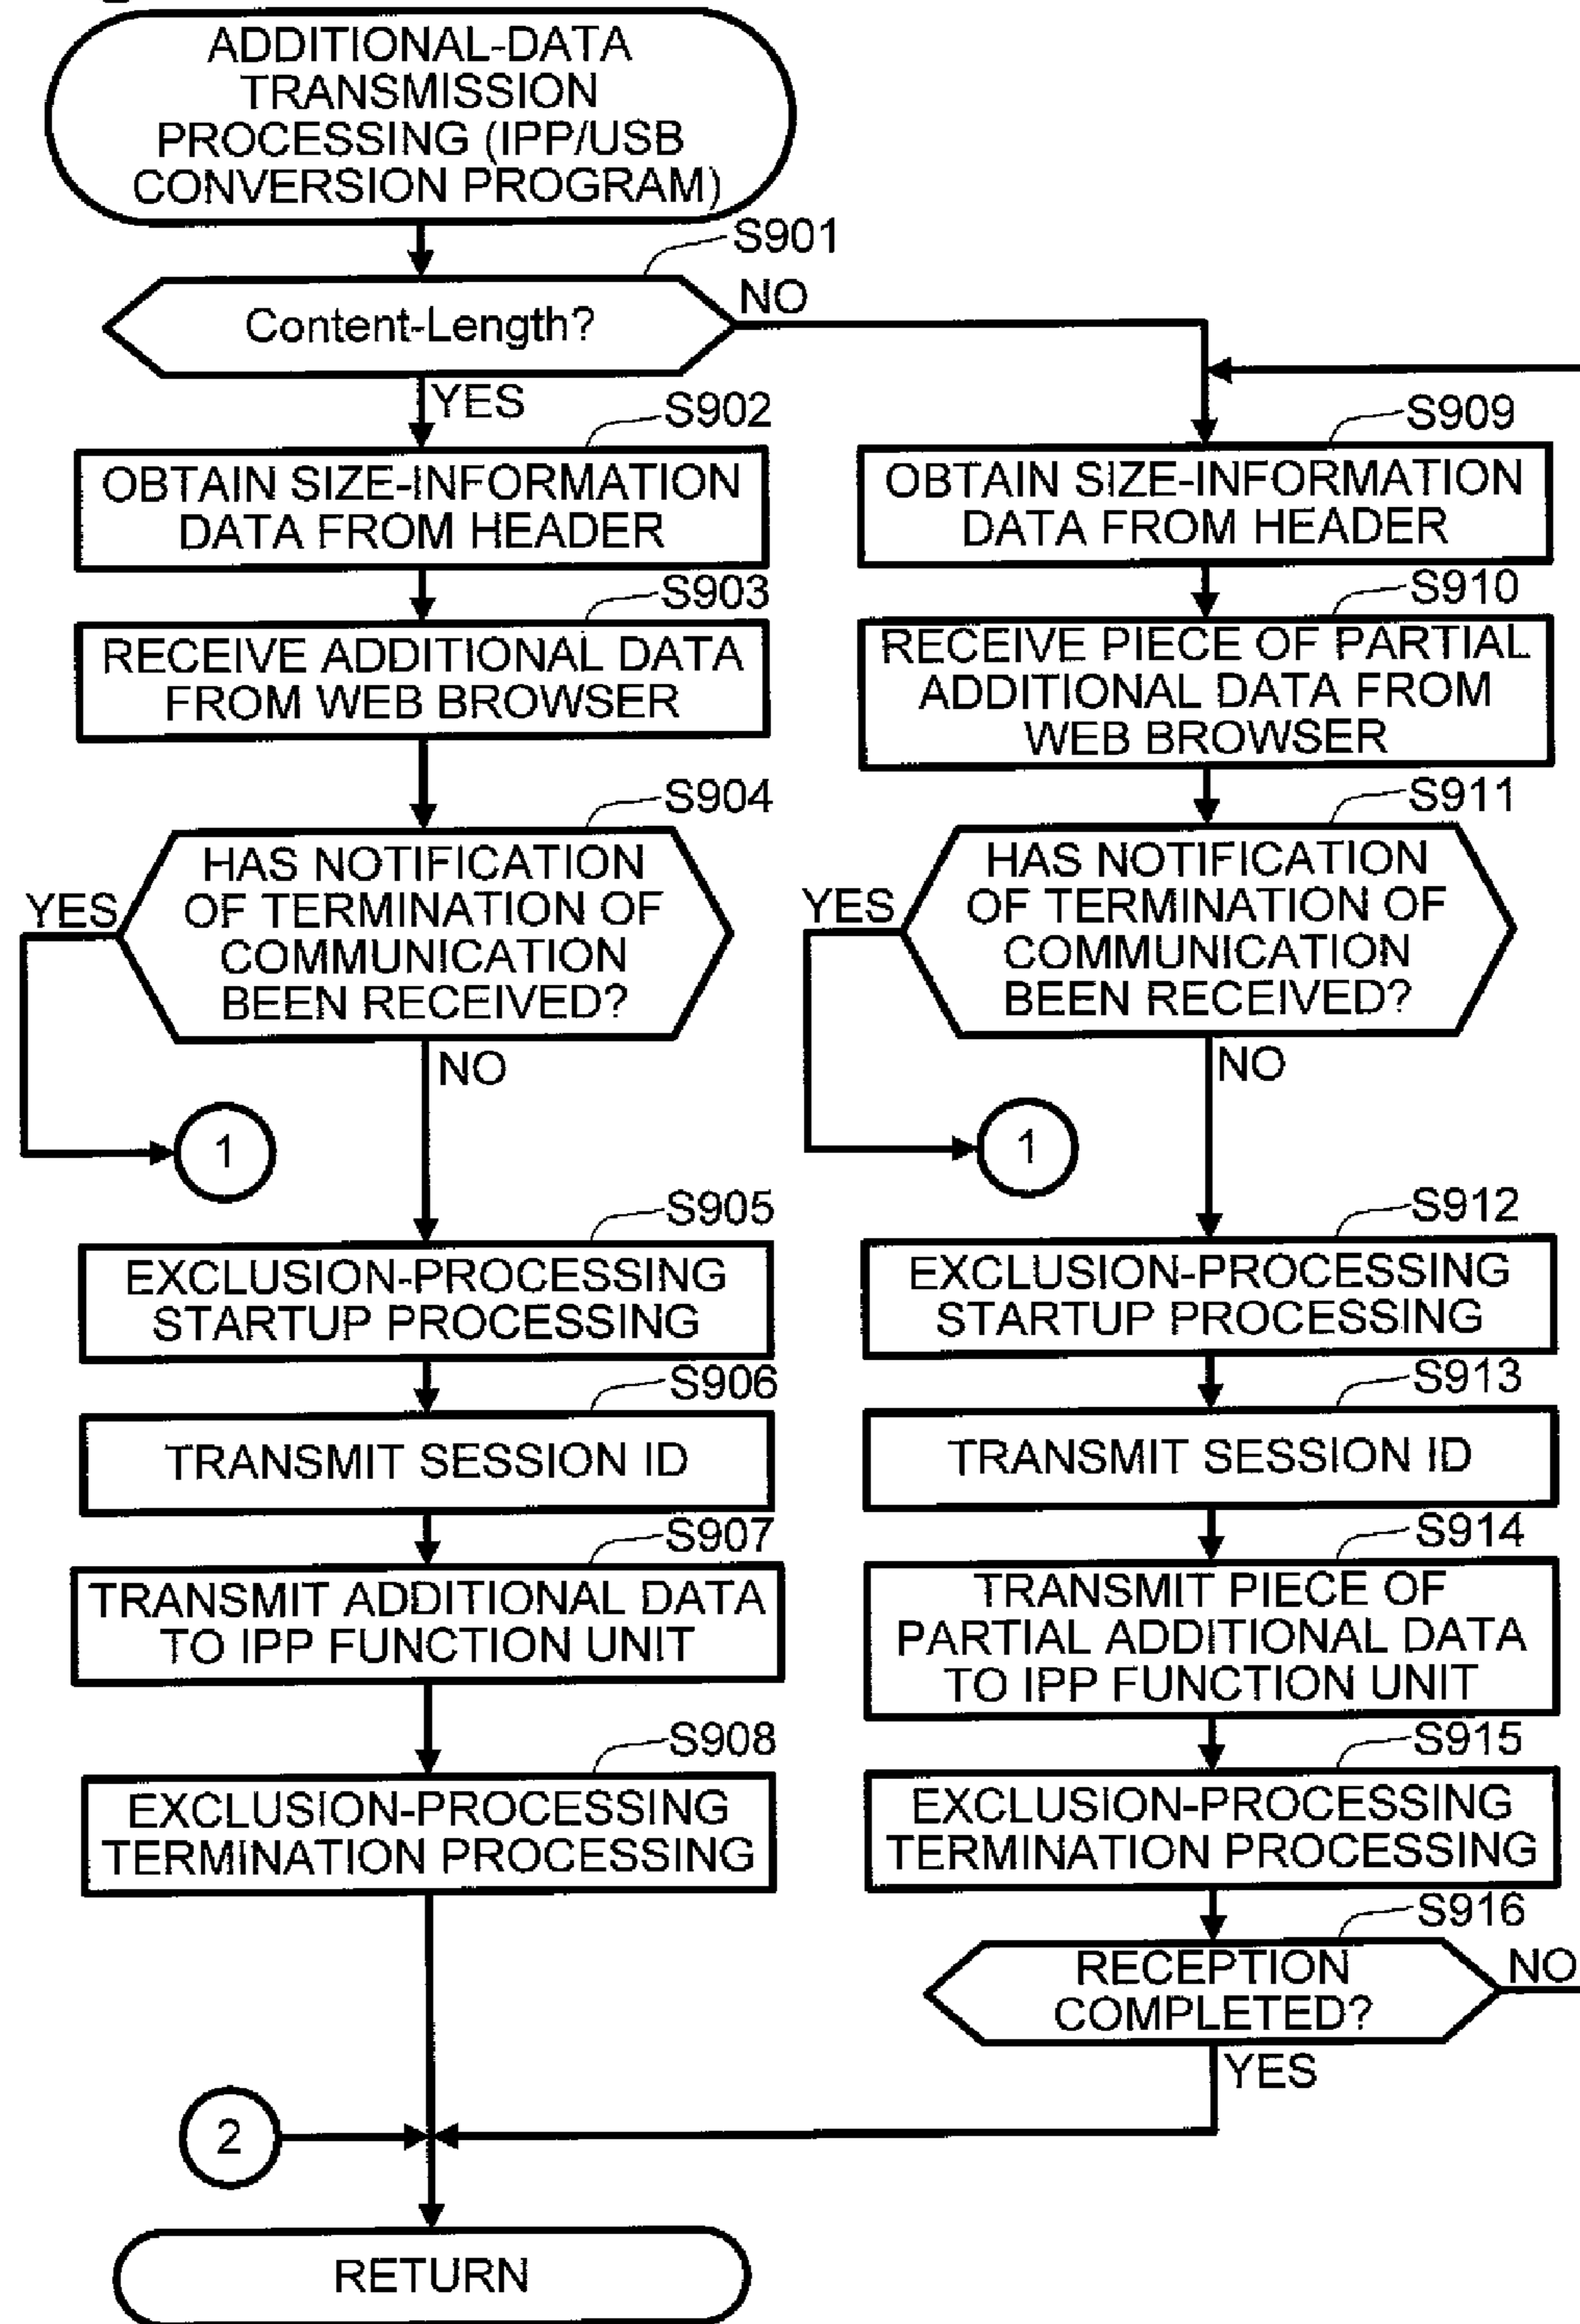 ADDITIONAL-DATA
TRANSMISSION
PROCESSING (IPP/USB
CONVERSION PROGRAM)
S901
Content-Length?
NO
YES
S902
OBTAIN SIZE-INFORMATION
DATA FROM HEADER
S903
RECEIVE ADDITIONAL DATA
FROM WEB BROWSER
S904
HAS NOTIFICATION
OF TERMINATION OF
COMMUNICATION
BEEN RECEIVED?
YES
NO
1
S905
EXCLUSION-PROCESSING
STARTUP PROCESSING
S906
TRANSMIT SESSION ID
S907
TRANSMIT ADDITIONAL DATA
TO IPP FUNCTION UNIT
S908
EXCLUSION-PROCESSING
TERMINATION PROCESSING
S909
OBTAIN SIZE-INFORMATION
DATA FROM HEADER
S910
RECEIVE PIECE OF PARTIAL
ADDITIONAL DATA FROM
WEB BROWSER
S911
HAS NOTIFICATION
OF TERMINATION OF
COMMUNICATION
BEEN RECEIVED?
YES
NO
1
S912
EXCLUSION-PROCESSING
STARTUP PROCESSING
S913
TRANSMIT SESSION ID
S914
TRANSMIT PIECE OF
PARTIAL ADDITIONAL DATA
TO IPP FUNCTION UNIT
S915
EXCLUSION-PROCESSING
TERMINATION PROCESSING
S916
RECEPTION
COMPLETED?
NO
YES
2
RETURN